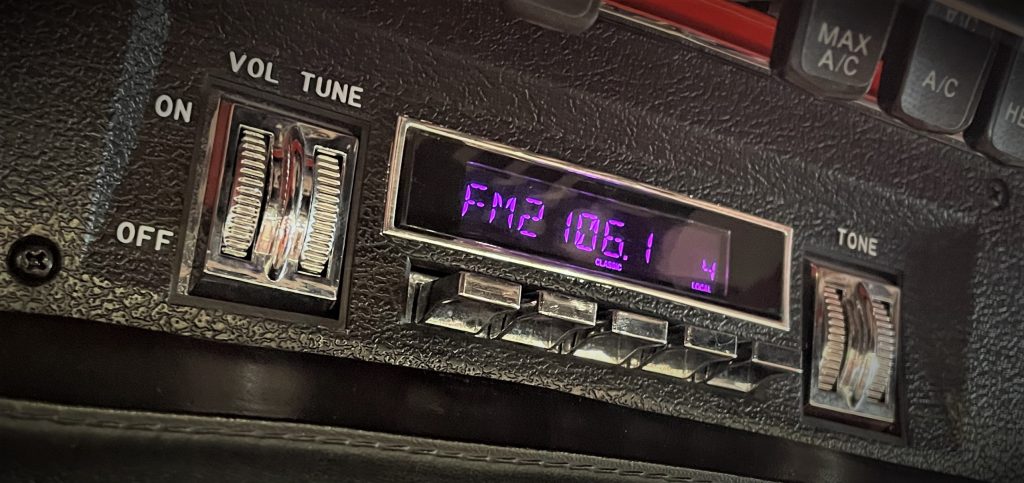 VOL TUNE
ON
OFF
FM2 106.1
CLASSIC
4
LOCAL
TONE
MAX
A/C
A/C